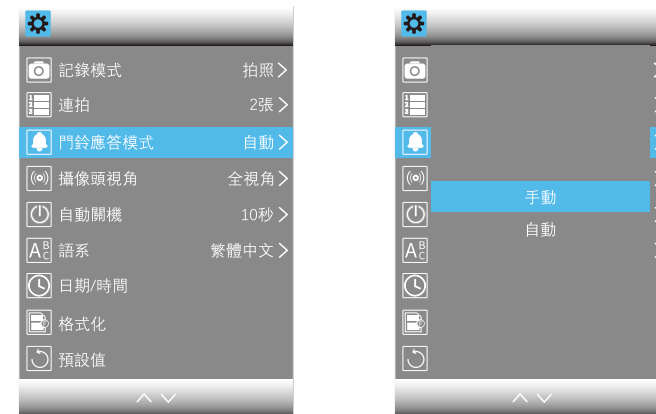 記錄模式 拍照
連拍 2張
門鈴應答模式 自動
攝像頭視角 全視角
自動關機 10秒
語系 繁體中文
日期/時間
格式化
預設值
手動
自動